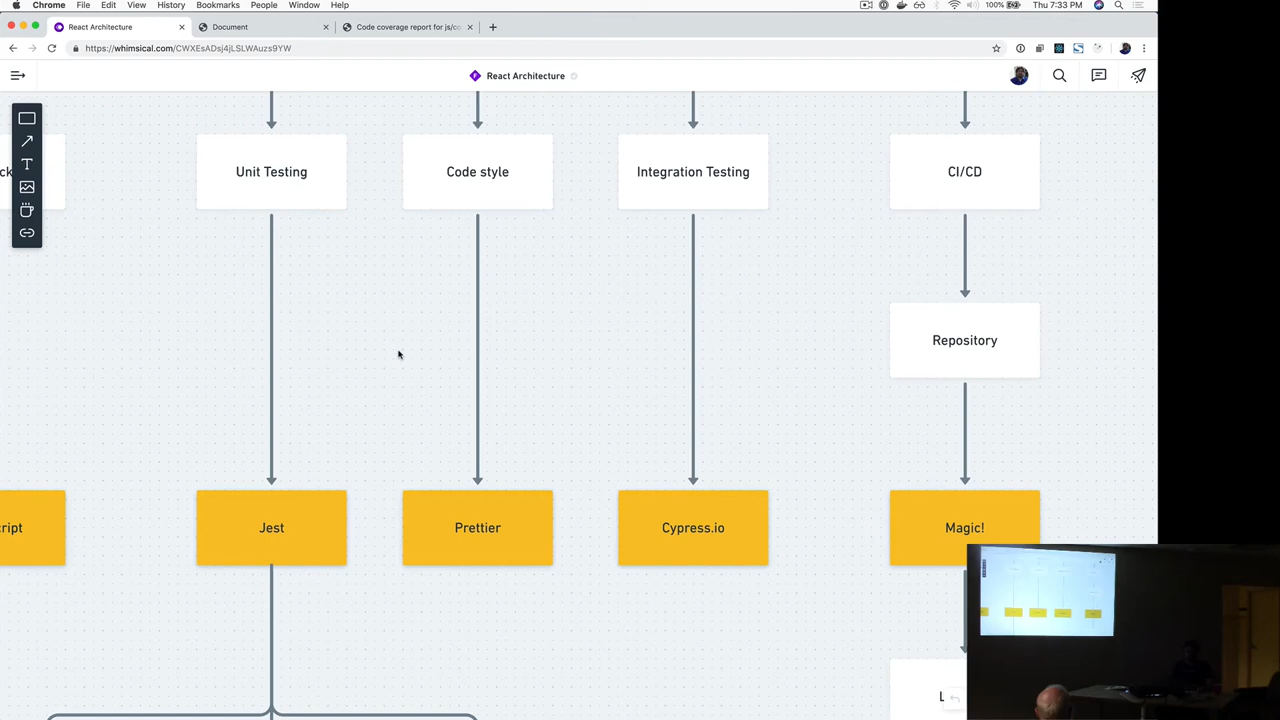 Chrome File Edit View History Bookmarks People Window Help 100% Thu 7:33 PM
React Architecture Document Code coverage report for js/co
https://whimsical.com/CWXEsADsj4jLSLWAuzs9YW
React Architecture
Unit Testing Code style Integration Testing CI/CD
Repository
Jest Prettier Cypress.io Magic!